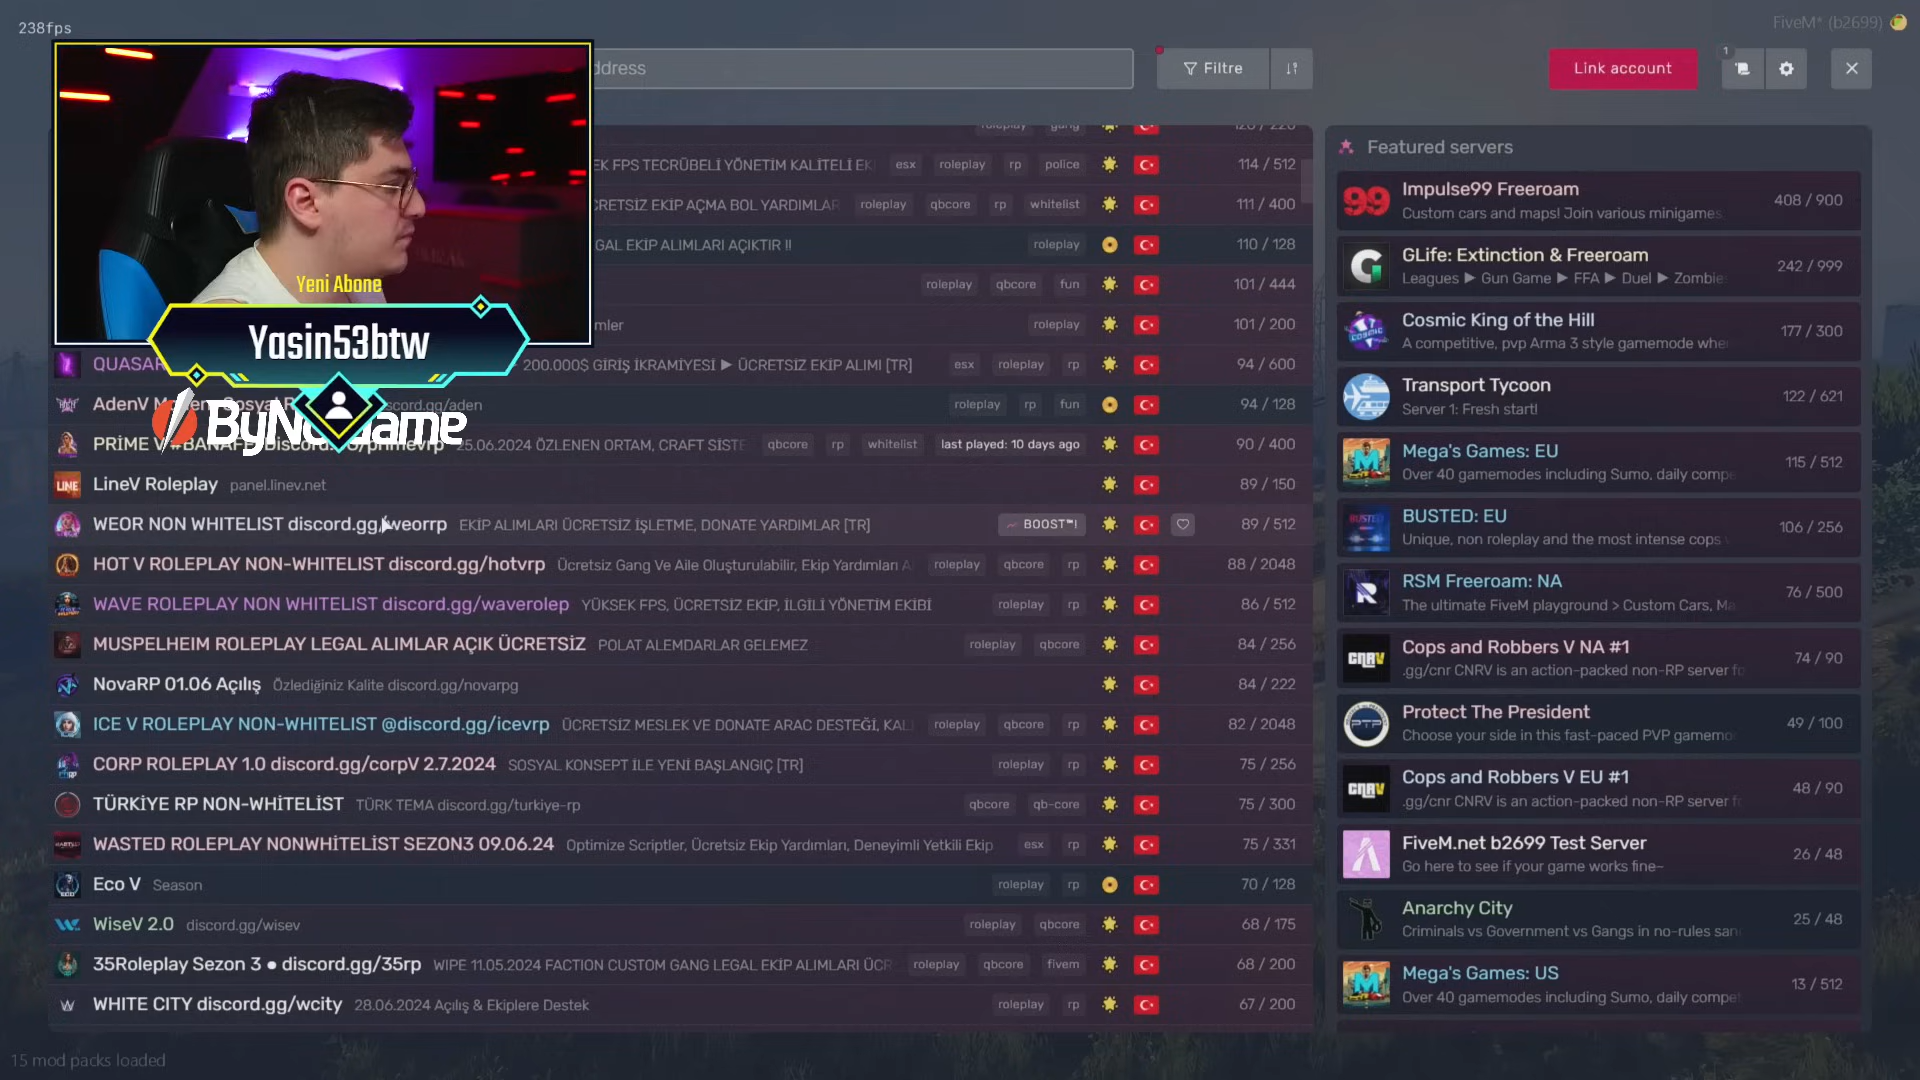 238fps
FiveM* (b2699)
ddress
Filtre
Link account
1
EK FPS TECRÜBELİ YÖNETİM KALİTELİ EKİ esx roleplay rp police 114 / 512
CRETSİZ EKİP AÇMA BOL YARDIMLAR roleplay qbcore rp whitelist 111 / 400
GAL EKİP ALIMLARI AÇIKTIR !! roleplay 110 / 128
roleplay qbcore fun 101 / 444
mler roleplay 101 / 200
QUASAR 200.000$ GİRİŞ İKRAMİYESİ ► ÜCRETSİZ EKİP ALIMI [TR] esx roleplay rp 94 / 600
AdenV discord.gg/aden roleplay rp fun 94 / 128
PRİME V #BANAFE Discord.gg/primevrp 25.06.2024 ÖZLENEN ORTAM, CRAFT SİSTE qbcore rp whitelist last played: 10 days ago 90 / 400
LineV Roleplay panel.linev.net 89 / 150
WEOR NON WHITELIST discord.gg/weorrp EKİP ALIMLARI ÜCRETSİZ İŞLETME, DONATE YARDIMLAR [TR] BOOST™! 89 / 512
HOT V ROLEPLAY NON-WHITELIST discord.gg/hotvrp Ücretsiz Gang Ve Aile Oluşturulabilir, Ekip Yardımları A roleplay qbcore rp 88 / 2048
WAVE ROLEPLAY NON WHITELIST discord.gg/waverolep YÜKSEK FPS, ÜCRETSİZ EKİP, İLGİLİ YÖNETİM EKİBİ roleplay rp 86 / 512
MUSPELHEIM ROLEPLAY LEGAL ALIMLAR AÇIK ÜCRETSİZ POLAT ALEMDARLAR GELEMEZ roleplay qbcore 84 / 256
NovaRP 01.06 Açılış Özlediğiniz Kalite discord.gg/novarpg 84 / 222
ICE V ROLEPLAY NON-WHITELIST @discord.gg/icevrp ÜCRETSİZ MESLEK VE DONATE ARAC DESTEĞİ, KAL roleplay qbcore rp 82 / 2048
CORP ROLEPLAY 1.0 discord.gg/corpV 2.7.2024 SOSYAL KONSEPT ILE YENİ BAŞLANGIÇ [TR] roleplay rp 75 / 256
TÜRKİYE RP NON-WHİTELİST TÜRK TEMA discord.gg/turkiye-rp qbcore qb-core 75 / 300
WASTED ROLEPLAY NONWHİTELİST SEZON3 09.06.24 Optimize Scriptler, Ücretsiz Ekip Yardımları, Deneyimli Yetkili Ekip esx rp 75 / 331
Eco V Season roleplay rp 70 / 128
WiseV 2.0 discord.gg/wisev roleplay qbcore 68 / 175
35Roleplay Sezon 3 ● discord.gg/35rp WIPE 11.05.2024 FACTION CUSTOM GANG LEGAL EKİP ALIMLARI ÜCR roleplay qbcore fivem 68 / 200
WHITE CITY discord.gg/wcity 28.06.2024 Açılış & Ekiplere Destek roleplay rp 67 / 200
Yeni Abone
Yasin53btw
ByNoGame
Featured servers
Impulse99 Freeroam
Custom cars and maps! Join various minigames,
408 / 900
GLife: Extinction & Freeroam
Leagues ► Gun Game ► FFA ► Duel ► Zombie
242 / 999
Cosmic King of the Hill
A competitive, pvp Arma 3 style gamemode whe
177 / 300
Transport Tycoon
Server 1: Fresh start!
122 / 621
Mega's Games: EU
Over 40 gamemodes including Sumo, daily compe
115 / 512
BUSTED: EU
Unique, non roleplay and the most intense cops
106 / 256
RSM Freeroam: NA
The ultimate FiveM playground > Custom Cars, Ma
76 / 500
Cops and Robbers V NA #1
.gg/cnr CNRV is an action-packed non-RP server fo
74 / 90
Protect The President
Choose your side in this fast-paced PVP gamemo
49 / 100
Cops and Robbers V EU #1
.gg/cnr CNRV is an action-packed non-RP server fo
48 / 90
FiveM.net b2699 Test Server
Go here to see if your game works fine~
26 / 48
Anarchy City
Criminals vs Government vs Gangs in no-rules san
25 / 48
Mega's Games: US
Over 40 gamemodes including Sumo, daily compe
13 / 512
15 mod packs loaded